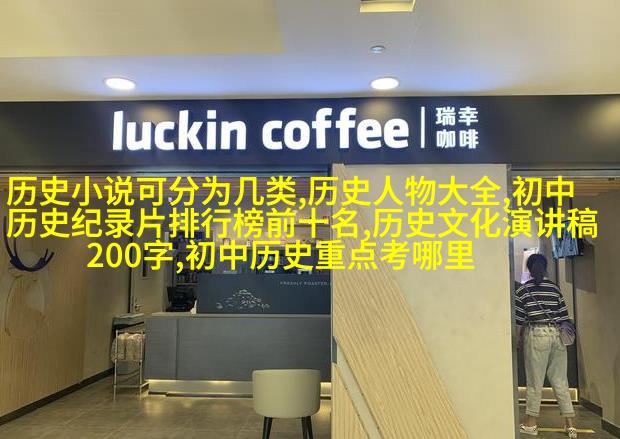 luckin coffee
瑞幸
咖啡
历史小说可分为几类,历史人物大全,初中
历史纪录片排行榜前十名,历史文化演讲稿
200字,初中历史重点考哪里
FRESHLY ROASTED